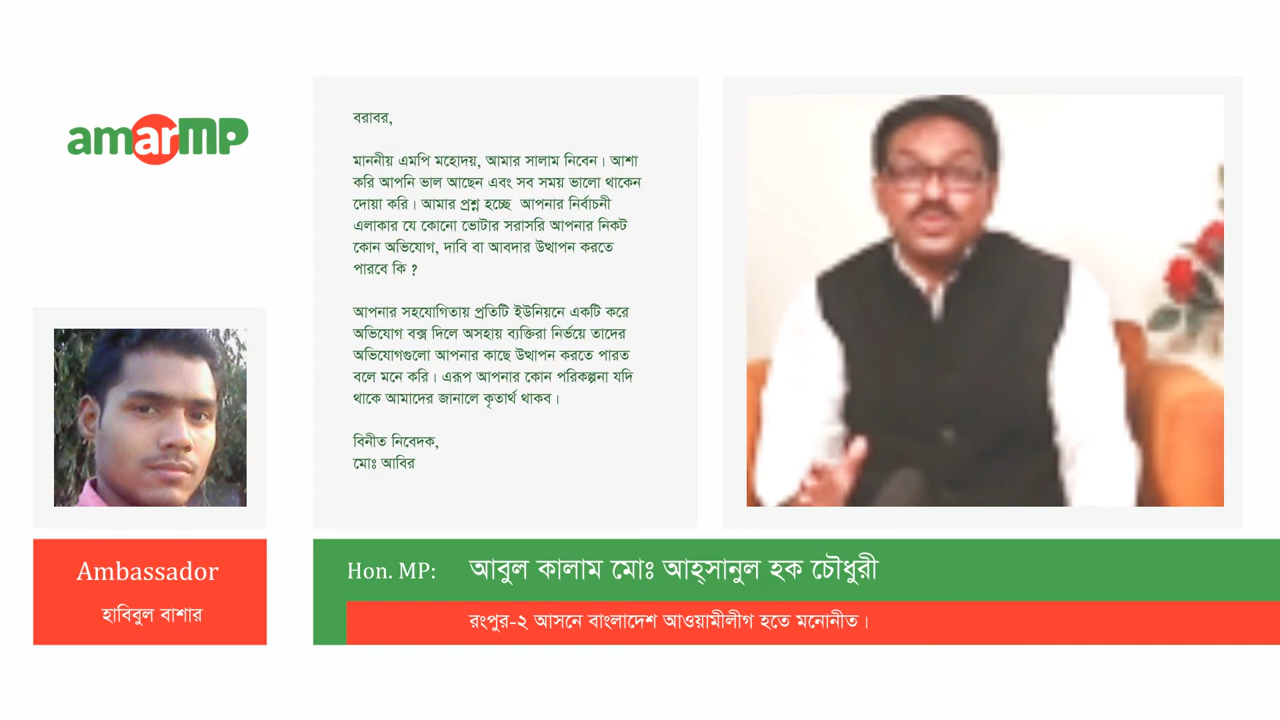 amarMP
বরাবর,
মাননীয় এমপি মহোদয়, আমার সালাম নিবেন। আশা
করি আপনি ভাল আছেন এবং সব সময় ভালো থাকেন
দোয়া করি। আমার প্রশ্ন হচ্ছে আপনার নির্বাচনী
এলাকার যে কোনো ভোটার সরাসরি আপনার নিকট
কোন অভিযোগ, দাবি বা আবদার উত্থাপন করতে
পারবে কি ?
আপনার সহযোগিতায় প্রতিটি ইউনিয়নে একটি করে
অভিযোগ বক্স দিলে অসহায় ব্যক্তিরা নির্ভয়ে তাদের
অভিযোগগুলো আপনার কাছে উত্থাপন করতে পারত
বলে মনে করি। এরূপ আপনার কোন পরিকল্পনা যদি
থাকে আমাদের জানালে কৃতার্থ থাকব।
বিনীত নিবেদক,
মোঃ আবির
Ambassador
হাবিবুল বাশার
Hon. MP: আবুল কালাম মোঃ আহ্সানুল হক চৌধুরী
রংপুর-২ আসনে বাংলাদেশ আওয়ামীলীগ হতে মনোনীত।